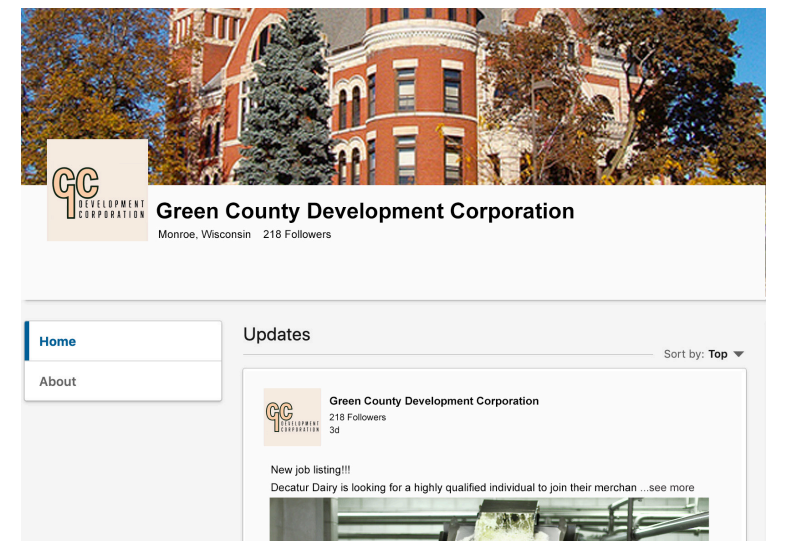 GCDC
DEVELOPMENT
CORPORATION
Green County Development Corporation
Monroe, Wisconsin 218 Followers
Home
About
Updates
Sort by: Top
GCDC
DEVELOPMENT
CORPORATION
Green County Development Corporation
218 Followers
3d
New job listing!!!
Decatur Dairy is looking for a highly qualified individual to join their merchan ...see more